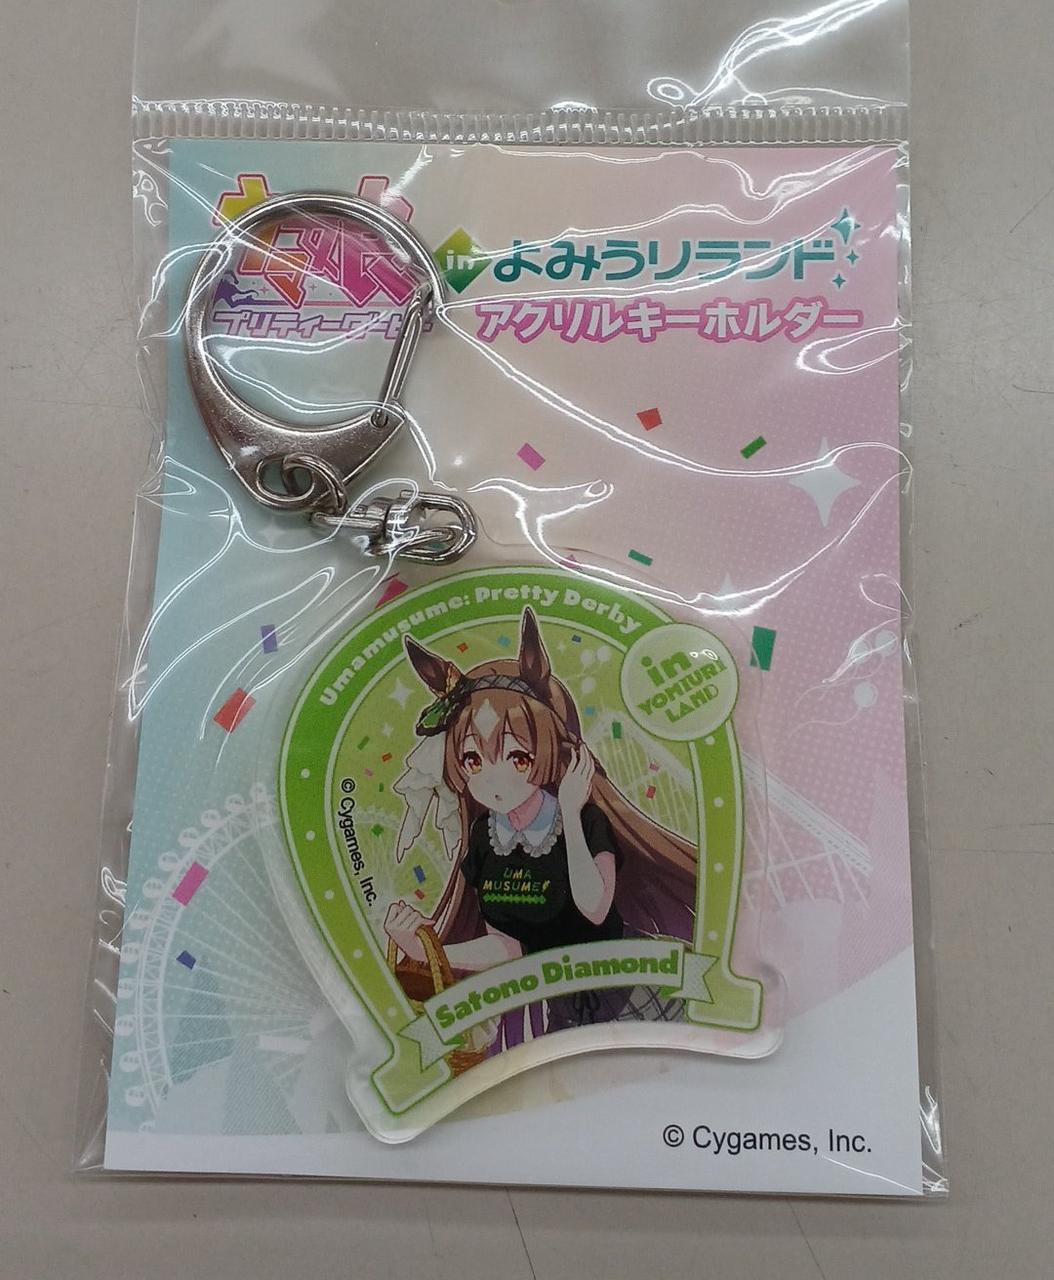 ウマ娘
プリティーダービー
in よみうりランド
アクリルキーホルダー
Umamusume: Pretty Derby
in
YOMIURI
LAND
© Cygames, Inc.
UMA
MUSUME
Satono Diamond
© Cygames, Inc.